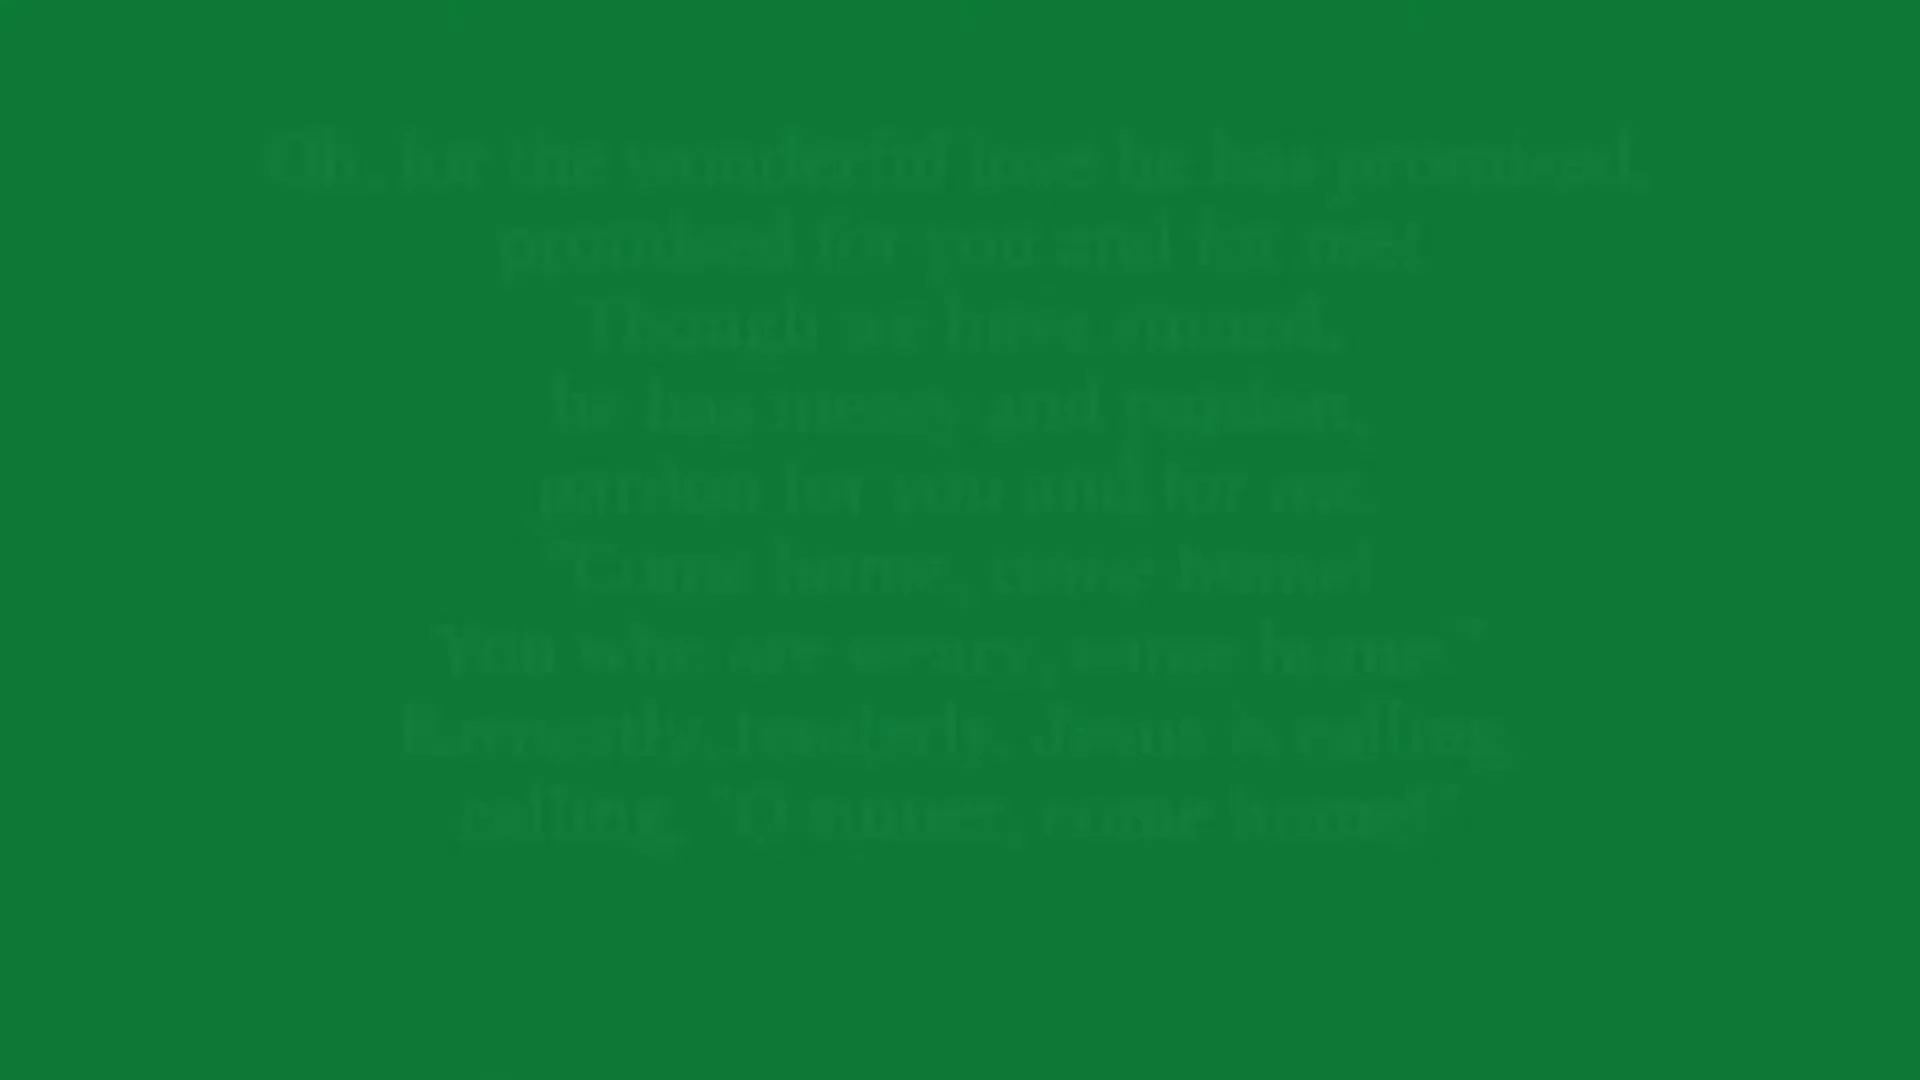 Oh, for the wonderful love he has promised,
promised for you and for me!
Though we have sinned,
he has mercy and pardon,
pardon for you and for me.
"Come home, come home!
You who are weary, come home."
Earnestly, tenderly, Jesus is calling,
calling, "O sinner, come home!"